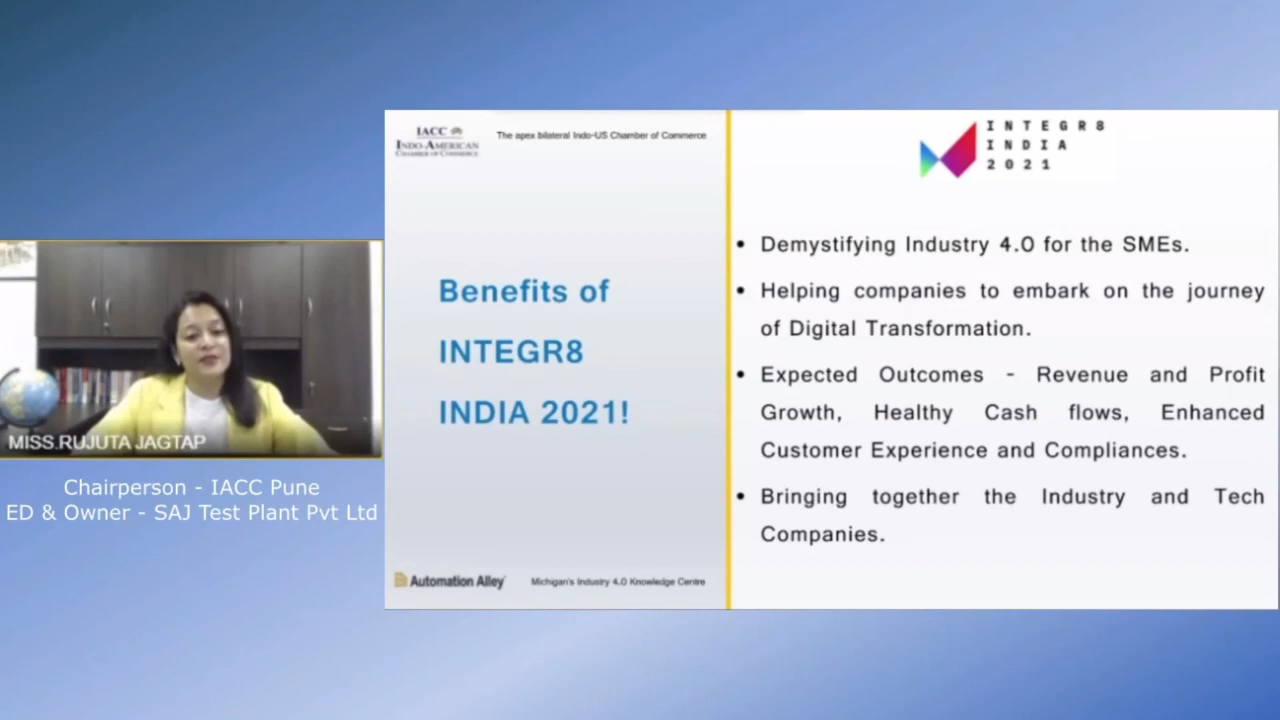 IACC
INDO-AMERICAN
CHAMBER OF COMMERCE
The apex bilateral Indo-US Chamber of Commerce
INTEGR8
INDIA
2021
Benefits of
INTEGR8
INDIA 2021!
• Demystifying Industry 4.0 for the SMEs.
• Helping companies to embark on the journey
of Digital Transformation.
• Expected Outcomes - Revenue and Profit
Growth, Healthy Cash flows, Enhanced
Customer Experience and Compliances.
• Bringing together the Industry and Tech
Companies.
Automation Alley
Michigan's Industry 4.0 Knowledge Centre
MISS.RUJUTA JAGTAP
Chairperson - IACC Pune
ED & Owner - SAJ Test Plant Pvt Ltd